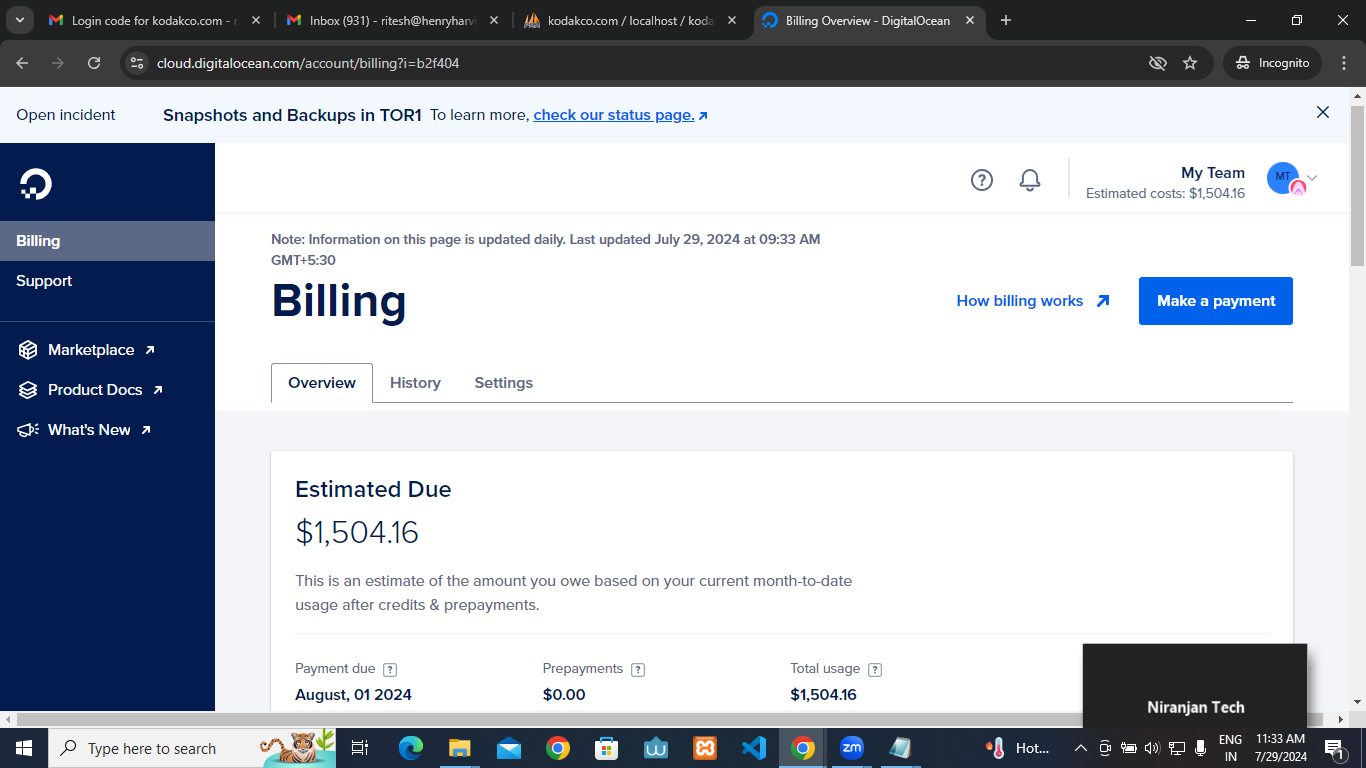 Login code for kodakco.com - r
Inbox (931) - ritesh@henryharvi
kodakco.com / localhost / koda
Billing Overview - DigitalOcean
cloud.digitalocean.com/account/billing?i=b2f404
Incognito
Open incident
Snapshots and Backups in TOR1 To learn more, check our status page.
My Team
Estimated costs: $1,504.16
MT
Billing
Support
Marketplace
Product Docs
What's New
Note: Information on this page is updated daily. Last updated July 29, 2024 at 09:33 AM
GMT+5:30
Billing
How billing works
Make a payment
Overview
History
Settings
Estimated Due
$1,504.16
This is an estimate of the amount you owe based on your current month-to-date
usage after credits & prepayments.
Payment due ?
Prepayments ?
Total usage ?
August, 01 2024
$0.00
$1,504.16
Niranjan Tech
Type here to search
zm
Hot...
ENG
IN
11:33 AM
7/29/2024
1